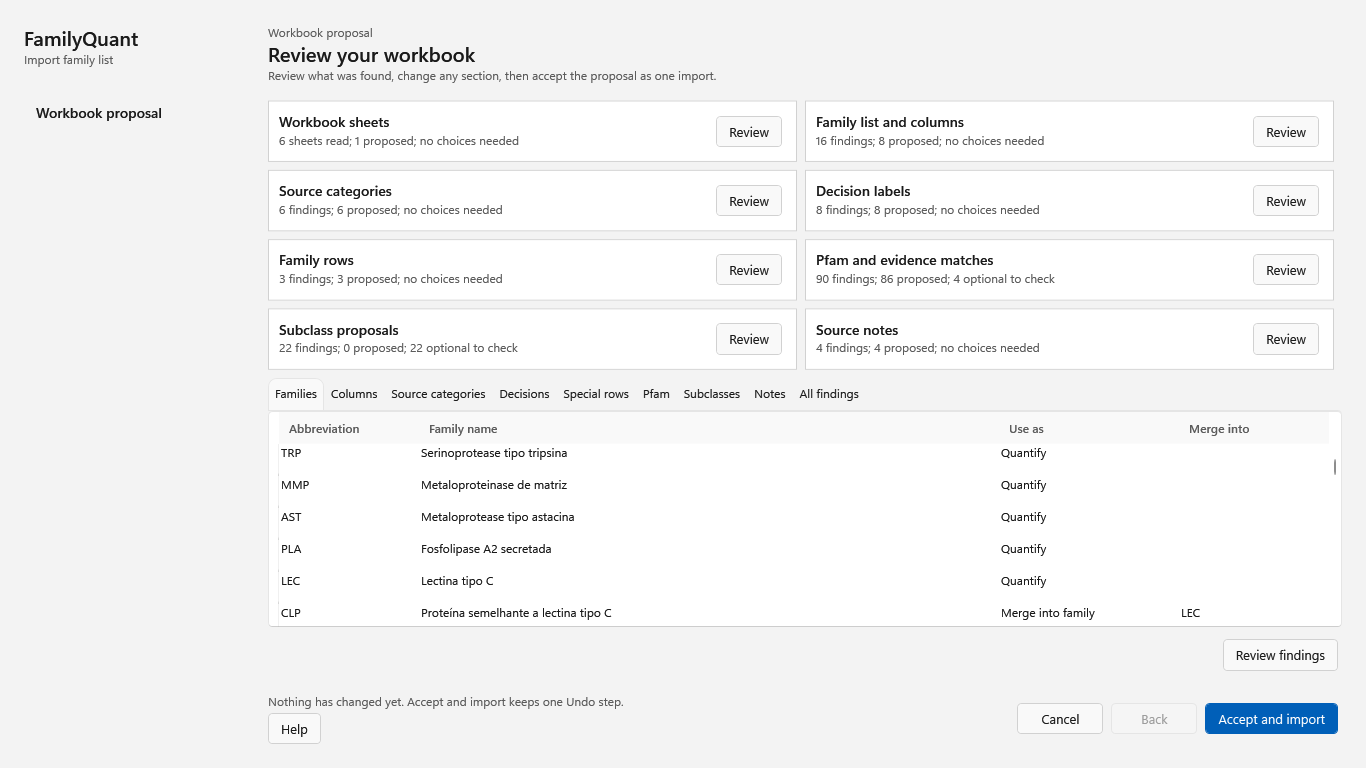 FamilyQuant
Import family list
Workbook proposal
Workbook proposal
Review your workbook
Review what was found, change any section, then accept the proposal as one import.
Workbook sheets
6 sheets read; 1 proposed; no choices needed
Review
Family list and columns
16 findings; 8 proposed; no choices needed
Review
Source categories
6 findings; 6 proposed; no choices needed
Review
Decision labels
8 findings; 8 proposed; no choices needed
Review
Family rows
3 findings; 3 proposed; no choices needed
Review
Pfam and evidence matches
90 findings; 86 proposed; 4 optional to check
Review
Subclass proposals
22 findings; 0 proposed; 22 optional to check
Review
Source notes
4 findings; 4 proposed; no choices needed
Review
Families Columns Source categories Decisions Special rows Pfam Subclasses Notes All findings
Abbreviation Family name Use as Merge into
TRP Serinoprotease tipo tripsina Quantify
MMP Metaloproteinase de matriz Quantify
AST Metaloprotease tipo astacina Quantify
PLA Fosfolipase A2 secretada Quantify
LEC Lectina tipo C Quantify
CLP Proteína semelhante a lectina tipo C Merge into family LEC
Review findings
Nothing has changed yet. Accept and import keeps one Undo step.
Help
Cancel
Back
Accept and import